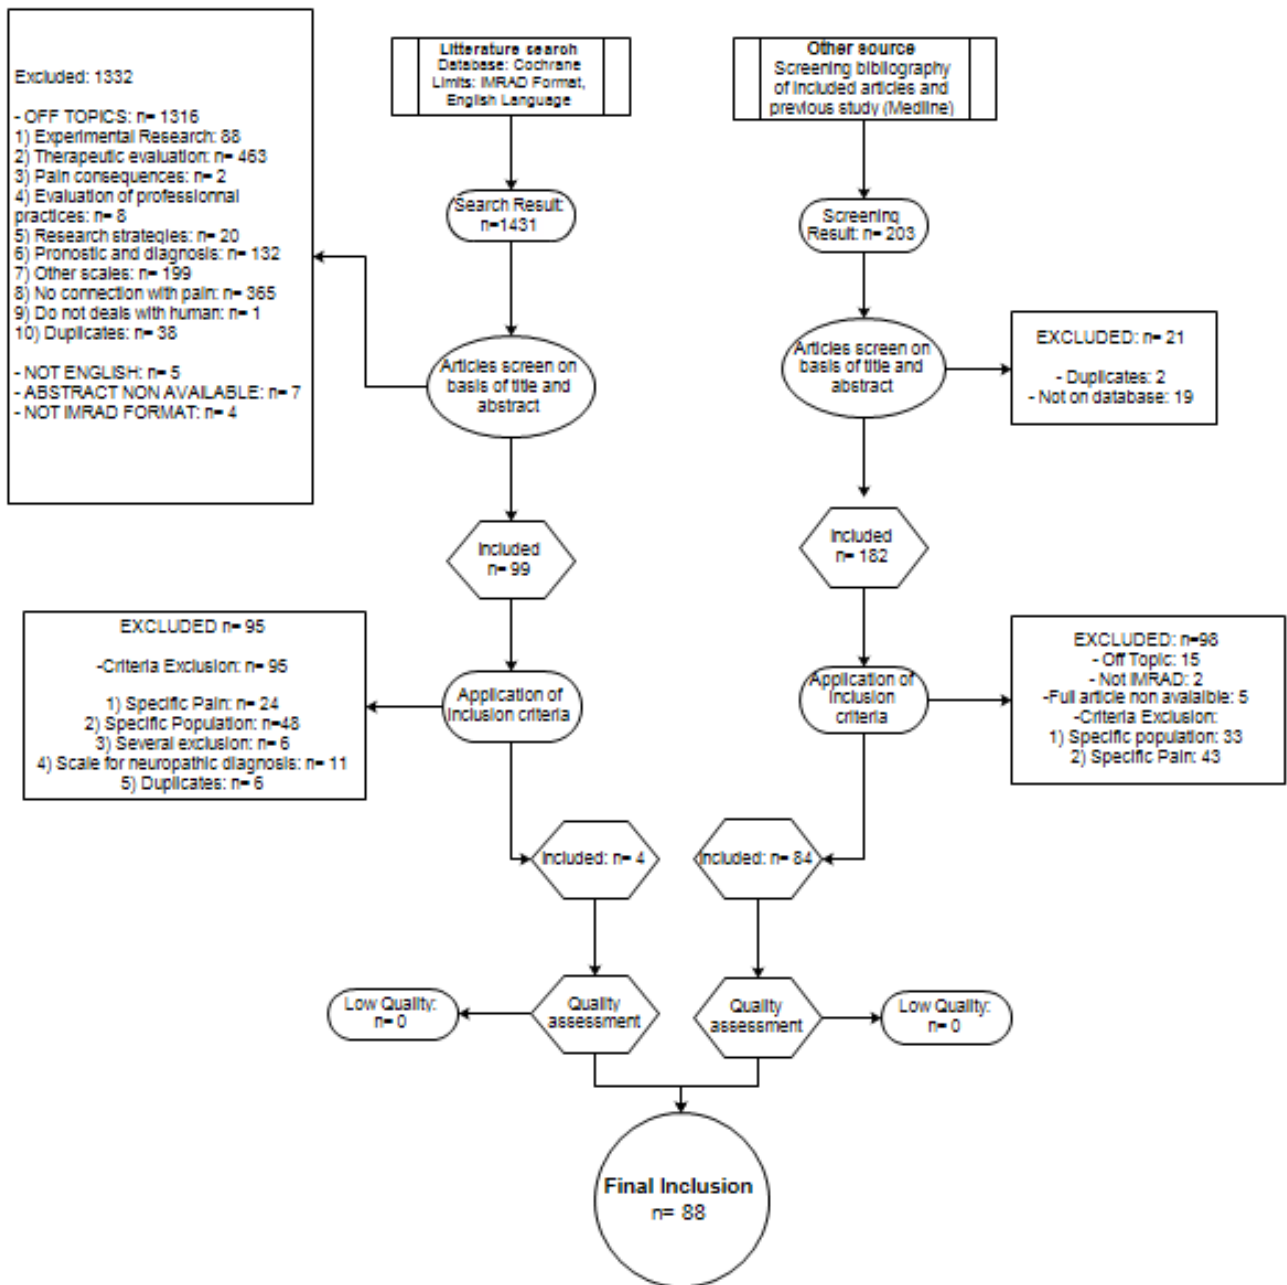 Litterature search
Database: Cochrane
Limits: IMRAD Format,
English Language
Other source
Screening bibliography
of included articles and
previous study (Medline)
Excluded: 1332
- OFF TOPICS: n= 1316
1) Experimental Research: 88
2) Therapeutic evaluation: n= 463
3) Pain consequences: n= 2
4) Evaluation of professionnal
practices: n= 8
5) Research strategies: n= 20
6) Pronostic and diagnosis: n= 132
7) Other scales: n= 199
8) No connection with pain: n= 365
9) Do not deals with human: n= 1
10) Duplicates: n= 38
- NOT ENGLISH: n= 5
- ABSTRACT NON AVAILABLE: n= 7
- NOT IMRAD FORMAT: n= 4
Search Result:
n=1431
Screening
Result: n= 203
Articles screen on
basis of title and
abstract
Articles screen on
basis of title and
abstract
EXCLUDED: n= 21
- Duplicates: 2
- Not on database: 19
Included
n= 99
Included
n= 182
EXCLUDED n= 95
-Criteria Exclusion: n= 95
1) Specific Pain: n= 24
2) Specific Population: n=48
3) Several exclusion: n= 6
4) Scale for neuropathic diagnosis: n= 11
5) Duplicates: n= 6
Application of
inclusion criteria
Application of
inclusion
criteria
EXCLUDED: n=98
- Off Topic: 15
- Not IMRAD: 2
-Full article non avalaible: 5
-Criteria Exclusion:
1) Specific population: 33
2) Specific Pain: 43
Included: n= 4
Included: n= 84
Low Quality:
n= 0
Quality
assessment
Quality
assessment
Low Quality:
n= 0
Final Inclusion
n= 88